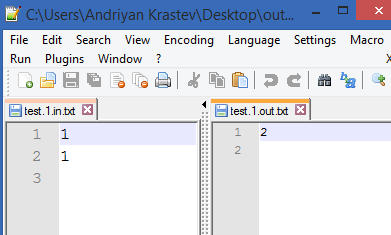 C:\Users\Andriyan Krastev\Desktop\out...
File Edit Search View Encoding Language Settings Macro
Run Plugins Window ? X
test.1.in.txt
test.1.out.txt
1 1
2 1
3
1 2
2